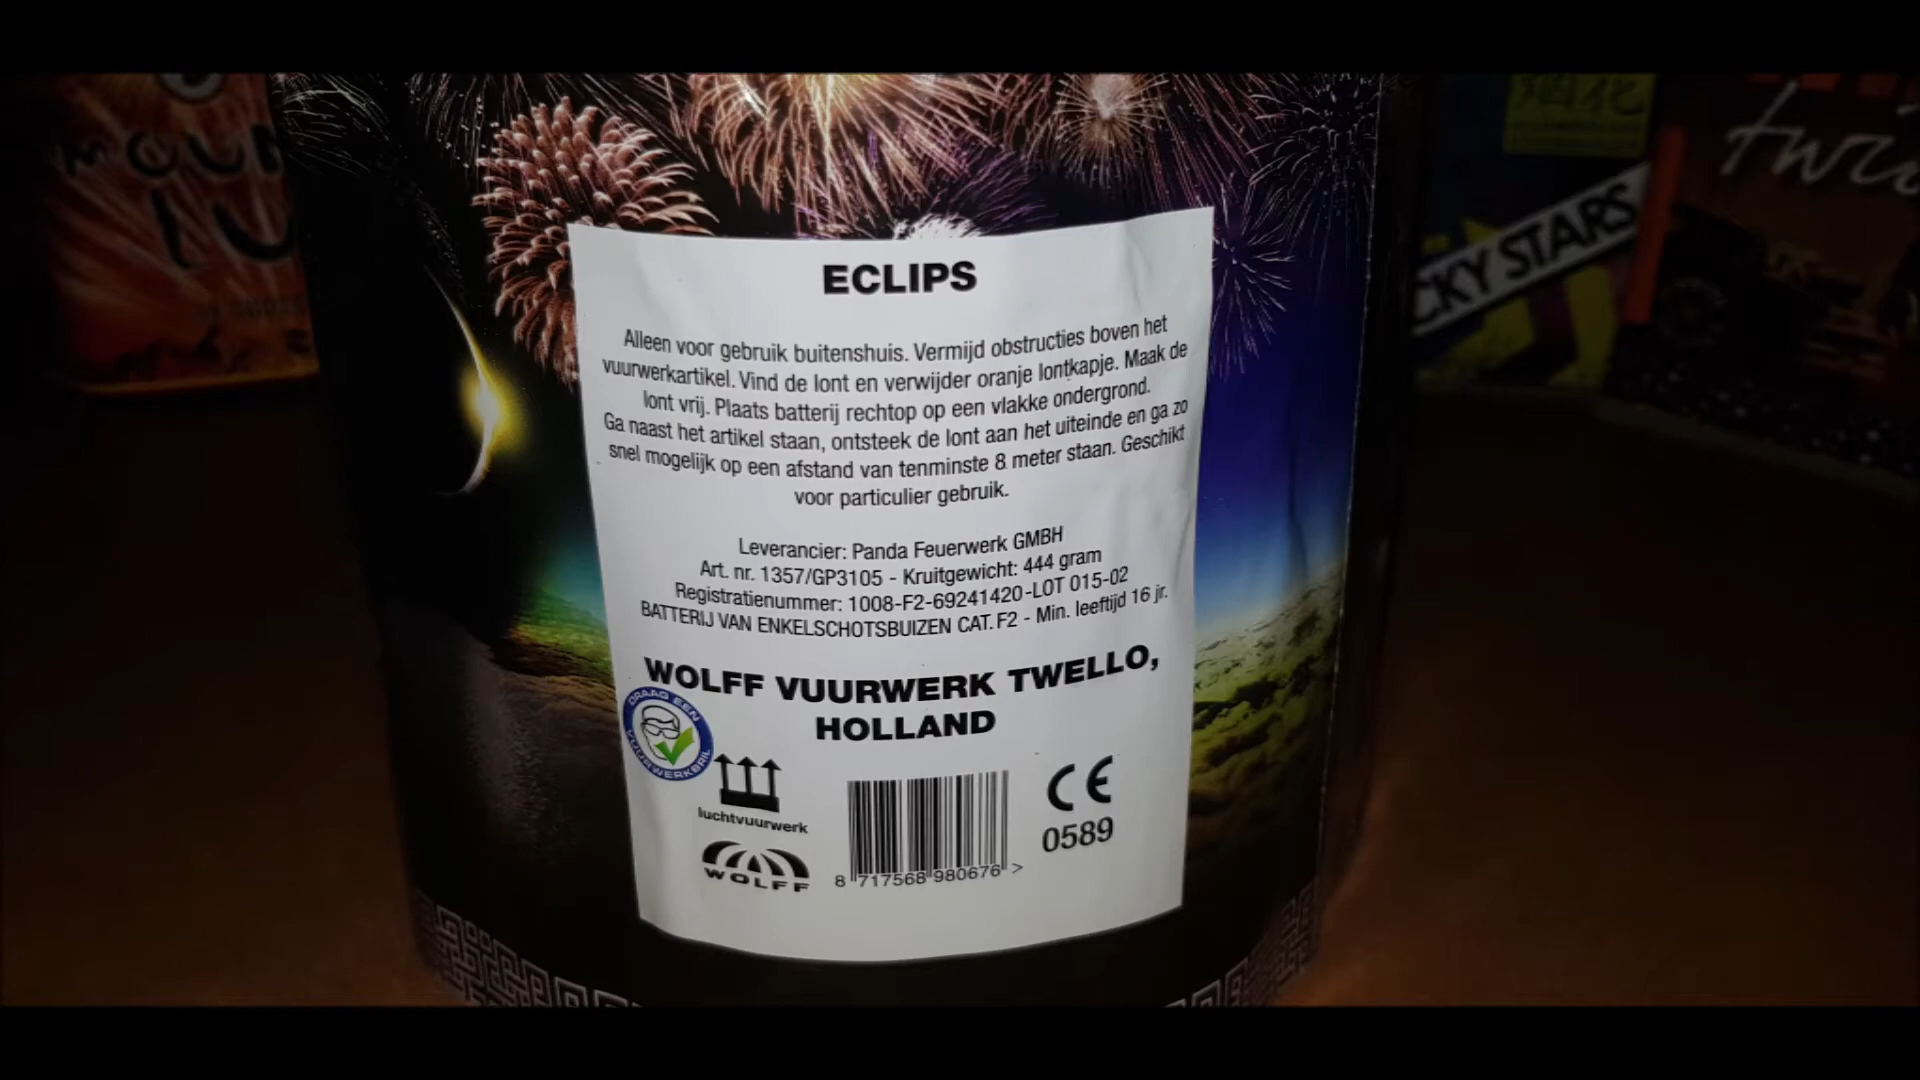 ECLIPS
Alleen voor gebruik buitenshuis. Vermijd obstructies boven het
vuurwerkartikel. Vind de lont en verwijder oranje lontkapje. Maak de
lont vrij. Plaats batterij rechtop op een vlakke ondergrond.
Ga naast het artikel staan, ontsteek de lont aan het uiteinde en ga zo
snel mogelijk op een afstand van tenminste 8 meter staan. Geschikt
voor particulier gebruik.
Leverancier: Panda Feuerwerk GMBH
Art. nr. 1357/GP3105 - Kruitgewicht: 444 gram
Registratienummer: 1008-F2-69241420-LOT 015-02
BATTERIJ VAN ENKELSCHOTSBUIZEN CAT. F2 - Min. leeftijd 16 jr.
WOLFF VUURWERK TWELLO,
HOLLAND
DRAAG EEN
VUURWERKBRIL
luchtvuurwerk
WOLFF
8 717568 980676 >
CE
0589
CKY STARS
twi